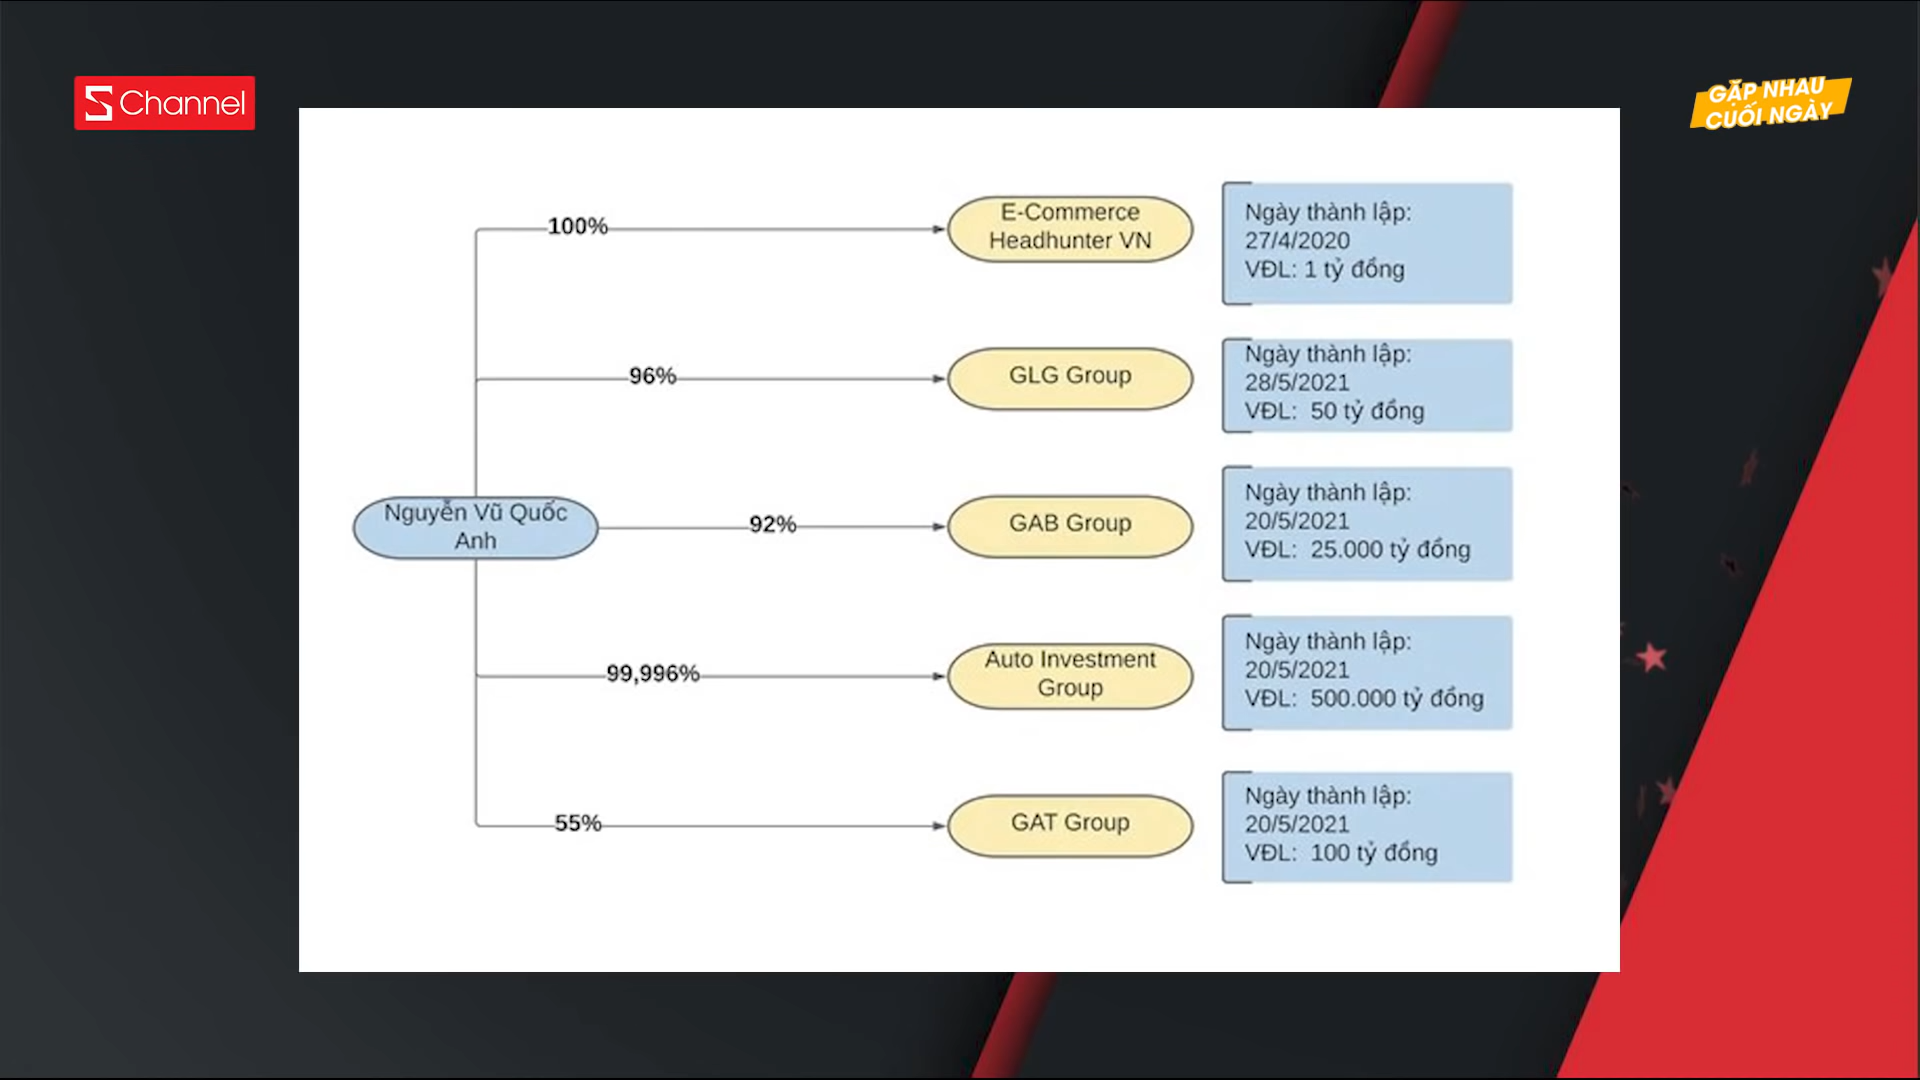 S Channel
GẶP NHAU
CUỐI NGÀY
100%
E-Commerce
Headhunter VN
Ngày thành lập:
27/4/2020
VĐL: 1 tỷ đồng
96%
GLG Group
Ngày thành lập:
28/5/2021
VĐL: 50 tỷ đồng
Nguyễn Vũ Quốc
Anh
92%
GAB Group
Ngày thành lập:
20/5/2021
VĐL: 25.000 tỷ đồng
99,996%
Auto Investment
Group
Ngày thành lập:
20/5/2021
VĐL: 500.000 tỷ đồng
55%
GAT Group
Ngày thành lập:
20/5/2021
VĐL: 100 tỷ đồng